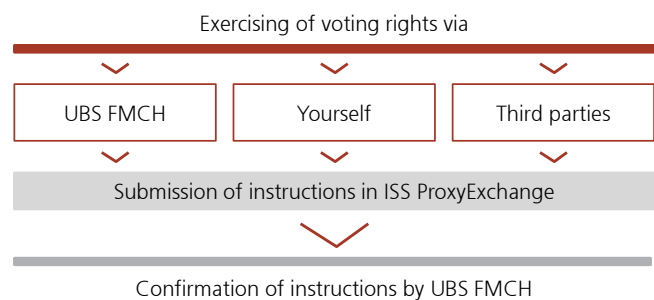 Exercising of voting rights via
UBS FMCH
Yourself
Third parties
Submission of instructions in ISS ProxyExchange
Confirmation of instructions by UBS FMCH